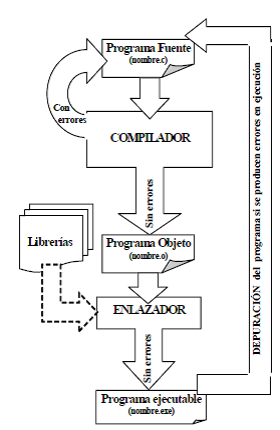 Programa Fuente
(nombre.c)
Con
errores
COMPILADOR
Sin errores
Librerías
Programa Objeto
(nombre.o)
ENLAZADOR
Sin errores
Programa ejecutable
(nombre.exe)
DEPURACIÓN del programa si se producen errores en ejecución